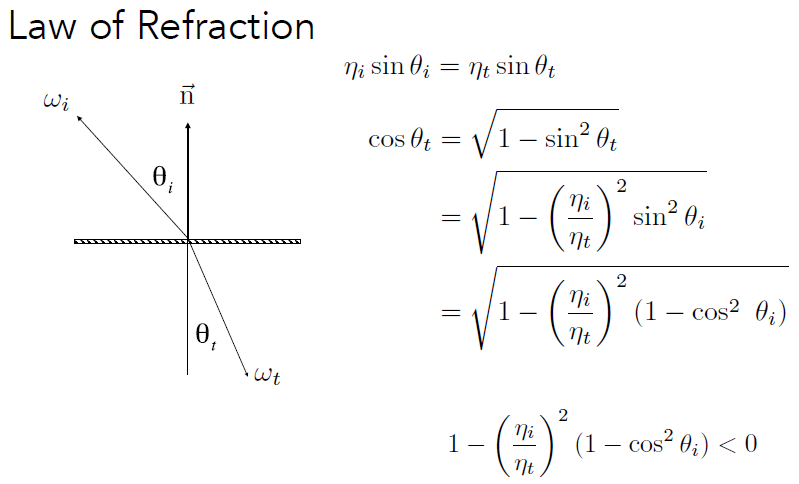 Law of Refraction
ηᵢ sin θᵢ = ηₜ sin θₜ
ωᵢ
n⃗
θᵢ
θₜ
ωₜ
cos θₜ = √(1 − sin² θₜ)
= √(1 − (ηᵢ/ηₜ)² sin² θᵢ)
= √(1 − (ηᵢ/ηₜ)² (1 − cos² θᵢ))
1 − (ηᵢ/ηₜ)² (1 − cos² θᵢ) < 0